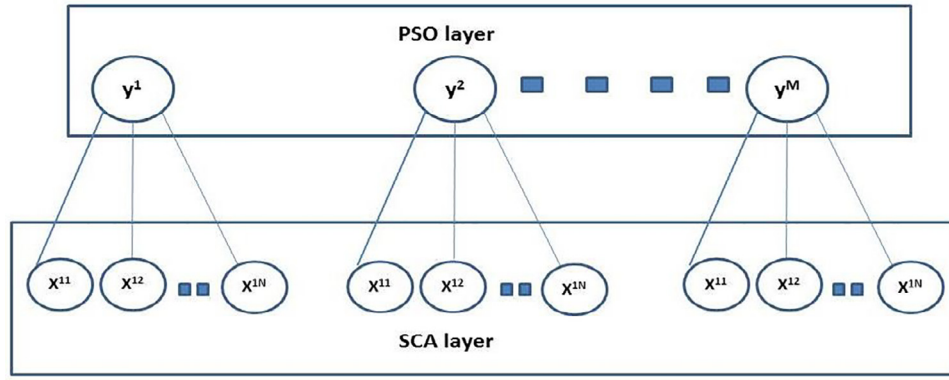 PSO layer
y¹ y² yᴹ
X¹¹ X¹² X¹ᴺ X¹¹ X¹² X¹ᴺ X¹¹ X¹² X¹ᴺ
SCA layer